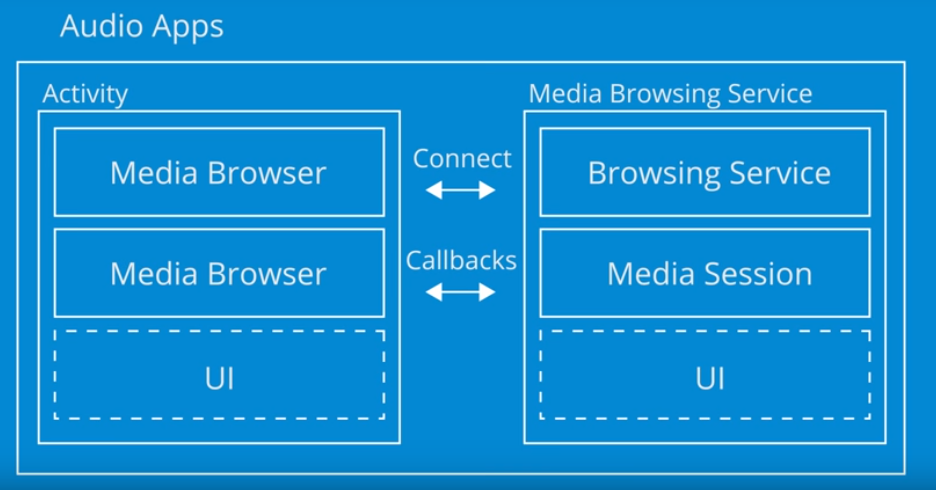 Audio Apps
Activity
Media Browser
Media Browser
UI
Connect
Callbacks
Media Browsing Service
Browsing Service
Media Session
UI